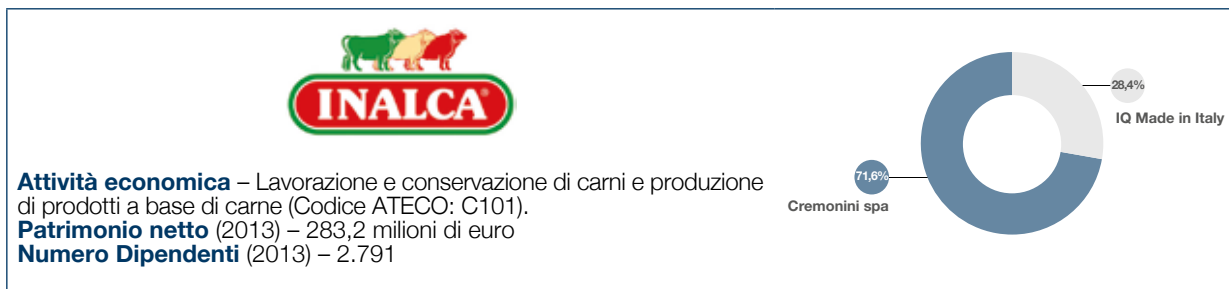 INALCA
Attività economica – Lavorazione e conservazione di carni e produzione
di prodotti a base di carne (Codice ATECO: C101).
Patrimonio netto (2013) – 283,2 milioni di euro
Numero Dipendenti (2013) – 2.791
28,4%
IQ Made in Italy
71,6%
Cremonini spa